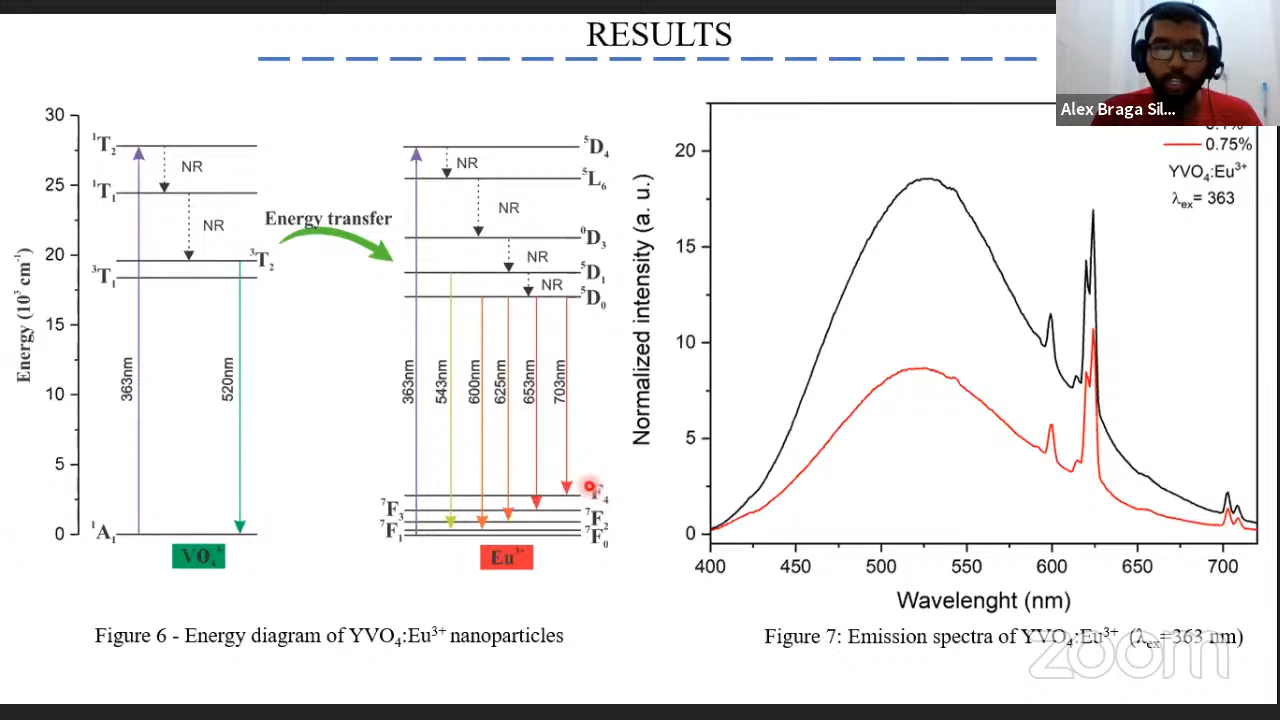 RESULTS
Alex Braga Sil...
30
25
20
15
10
5
0
Energy (10³ cm⁻¹)
¹T₂
¹T₁
³T₂
³T₁
¹A₁
NR
NR
363nm
520nm
VO₄³⁻
Energy transfer
⁵D₄
⁵L₆
⁰D₃
⁵D₁
⁵D₀
NR
NR
NR
NR
363nm
543nm
600nm
625nm
653nm
703nm
F₄
⁷F₃
⁷F₂
⁷F₁
⁷F₀
Eu³⁺
Figure 6 - Energy diagram of YVO₄:Eu³⁺ nanoparticles
Normalized intensity (a. u.)
20
15
10
5
0
0.75%
YVO₄:Eu³⁺
λₑₓ= 363
400 450 500 550 600 650 700
Wavelenght (nm)
Figure 7: Emission spectra of YVO₄:Eu³⁺ (λₑₓ=363 nm)
zoom